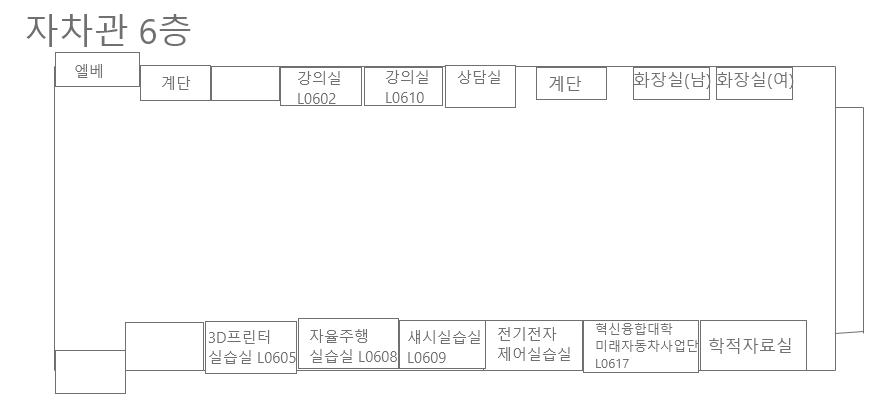 자차관 6층
엘베
계단
강의실
L0602
강의실
L0610
상담실
계단
화장실(남)
화장실(여)
3D프린터
실습실 L0605
자율주행
실습실 L0608
섀시실습실
L0609
전기전자
제어실습실
혁신융합대학
미래자동차사업단
L0617
학적자료실